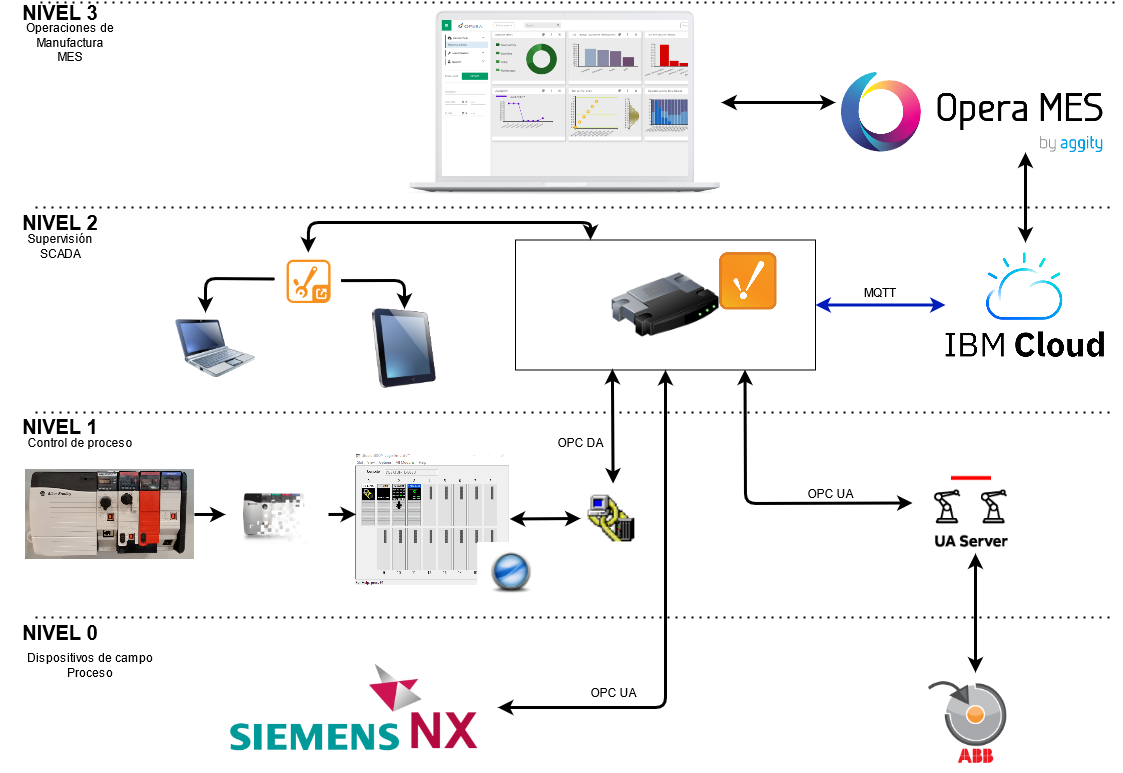 NIVEL 3
Operaciones de
Manufactura
MES
OPERA
Opera MES
by aggity
NIVEL 2
Supervisión
SCADA
MQTT
IBM Cloud
NIVEL 1
Control de proceso
OPC DA
OPC UA
UA Server
NIVEL 0
Dispositivos de campo
Proceso
OPC UA
SIEMENS NX
ABB